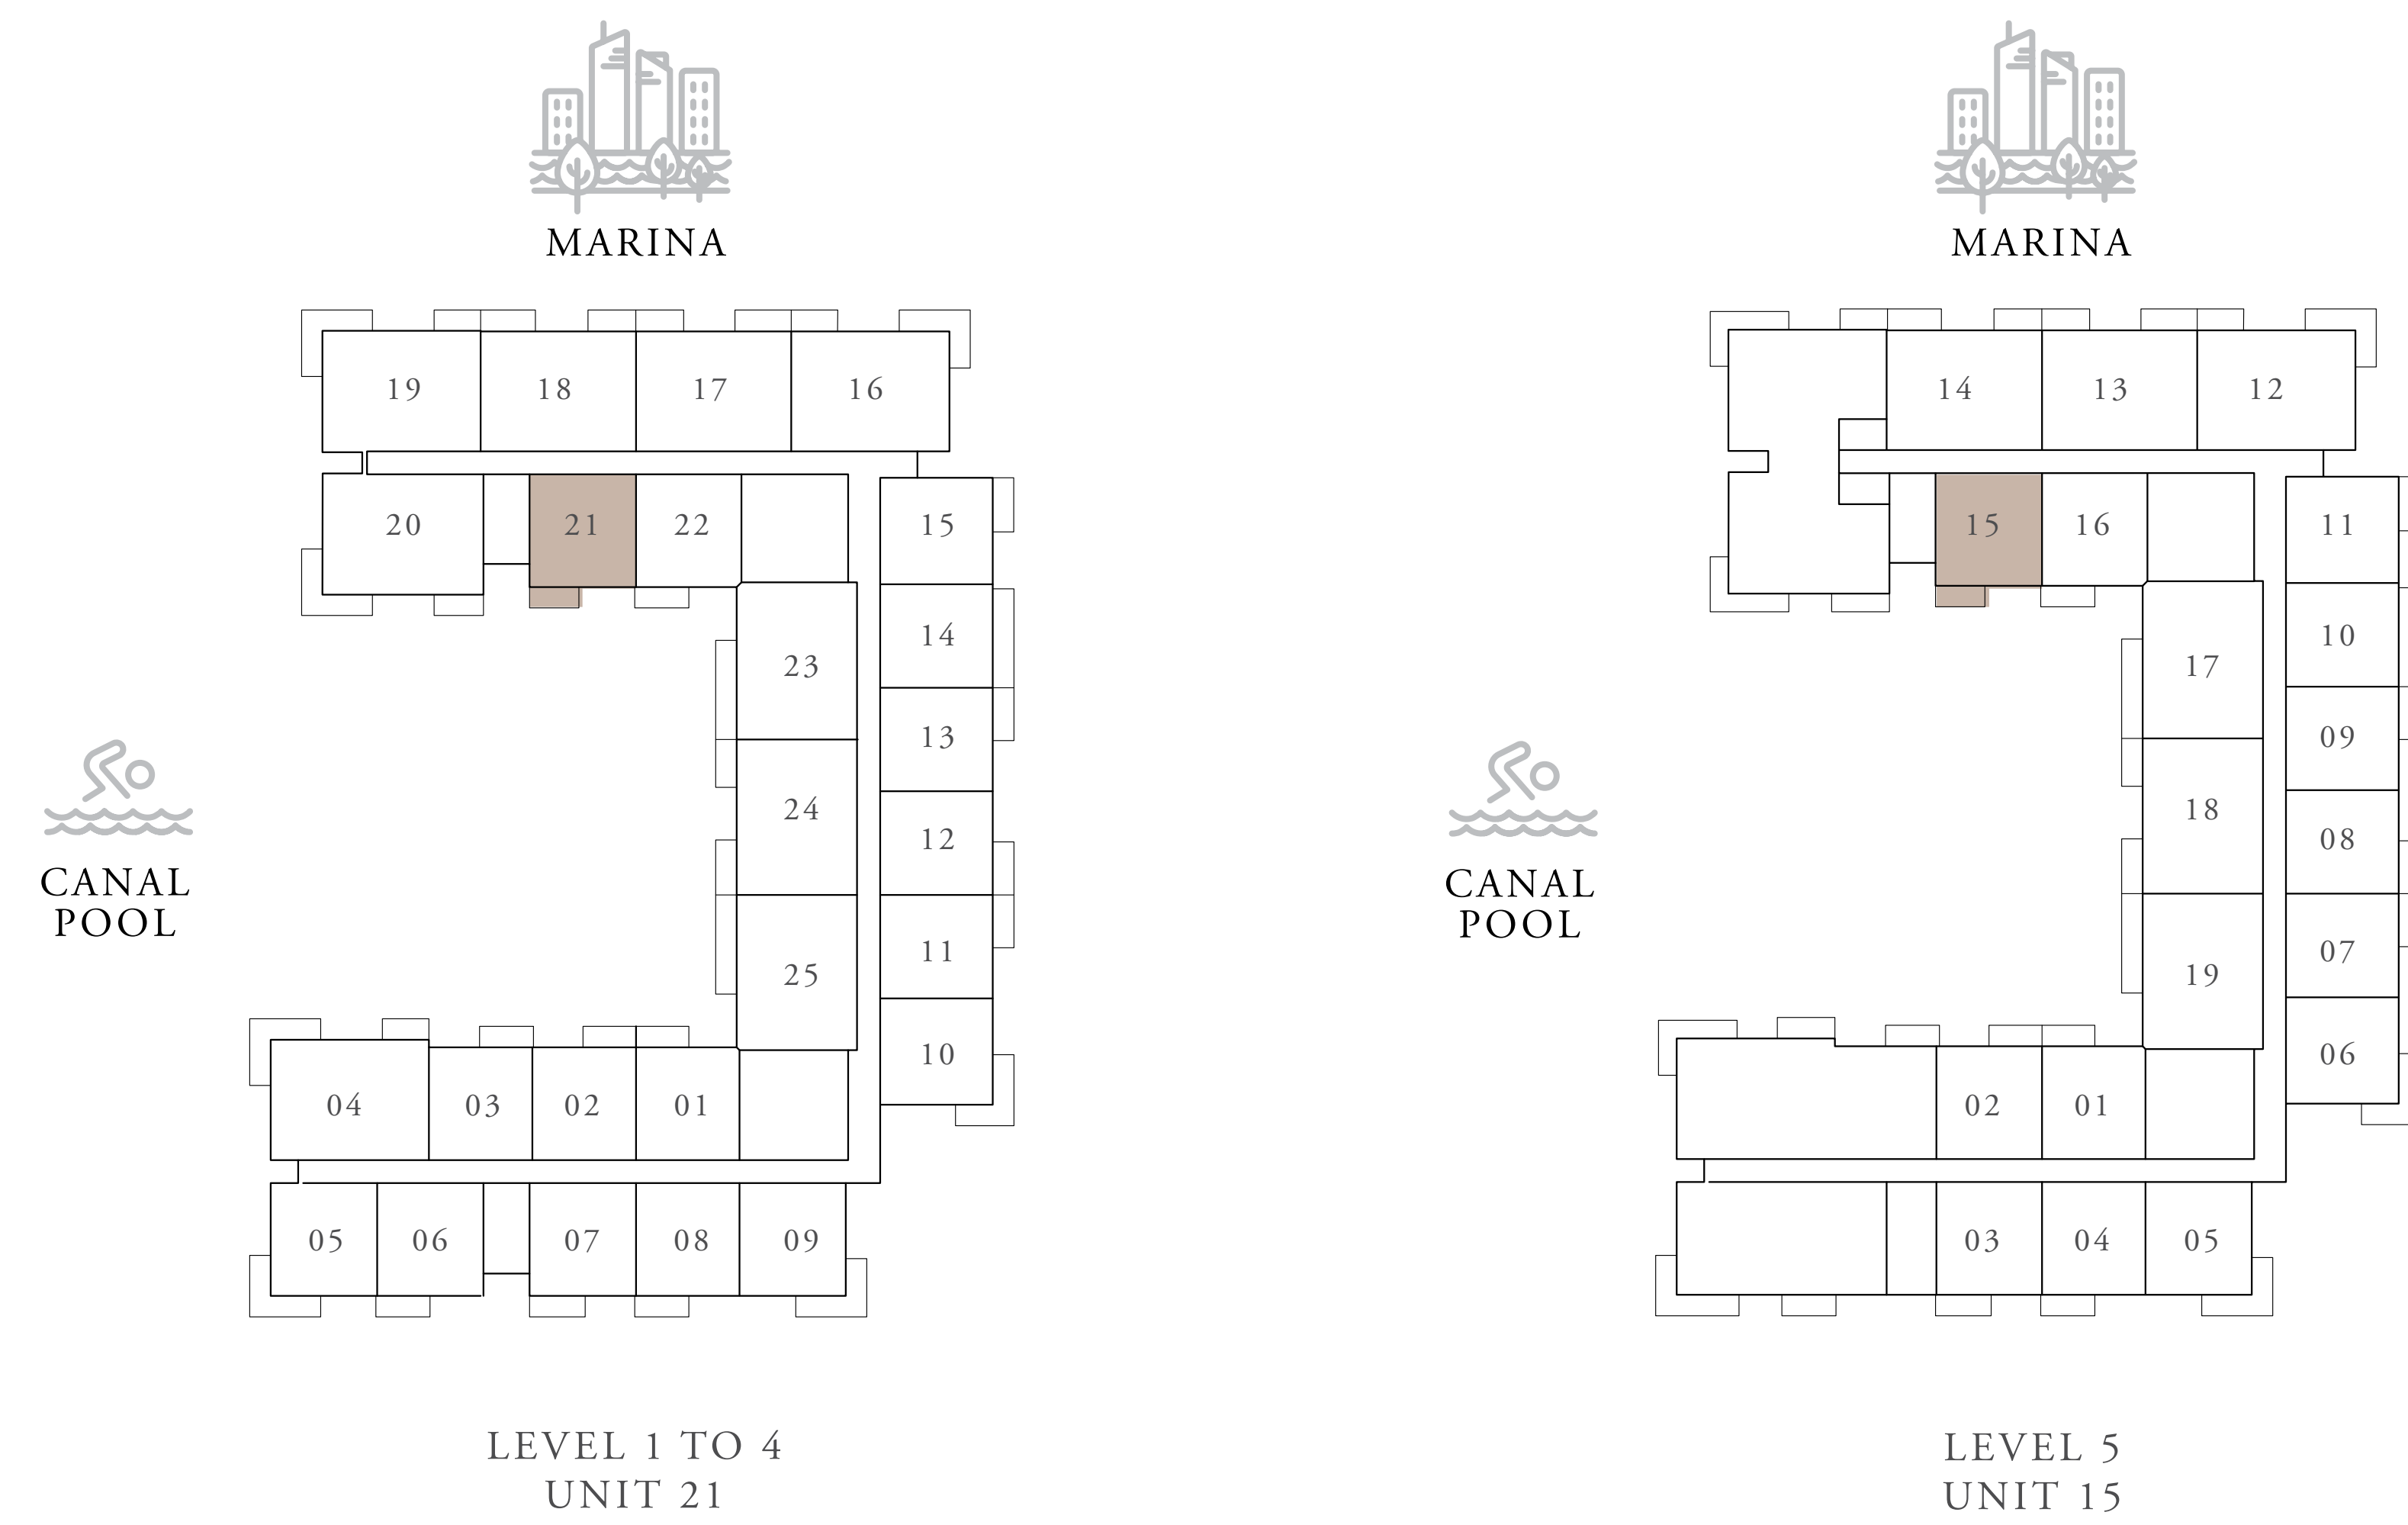 MARINA
19 18 17 16
20 21 22 15
14
23
13
24
12
CANAL
POOL
11
25
10
04 03 02 01
05 06 07 08 09
LEVEL 1 TO 4
UNIT 21
MARINA
14 13 12
15 16 11
10
17
09
18
08
CANAL
POOL
07
19
06
02 01
03 04 05
LEVEL 5
UNIT 15